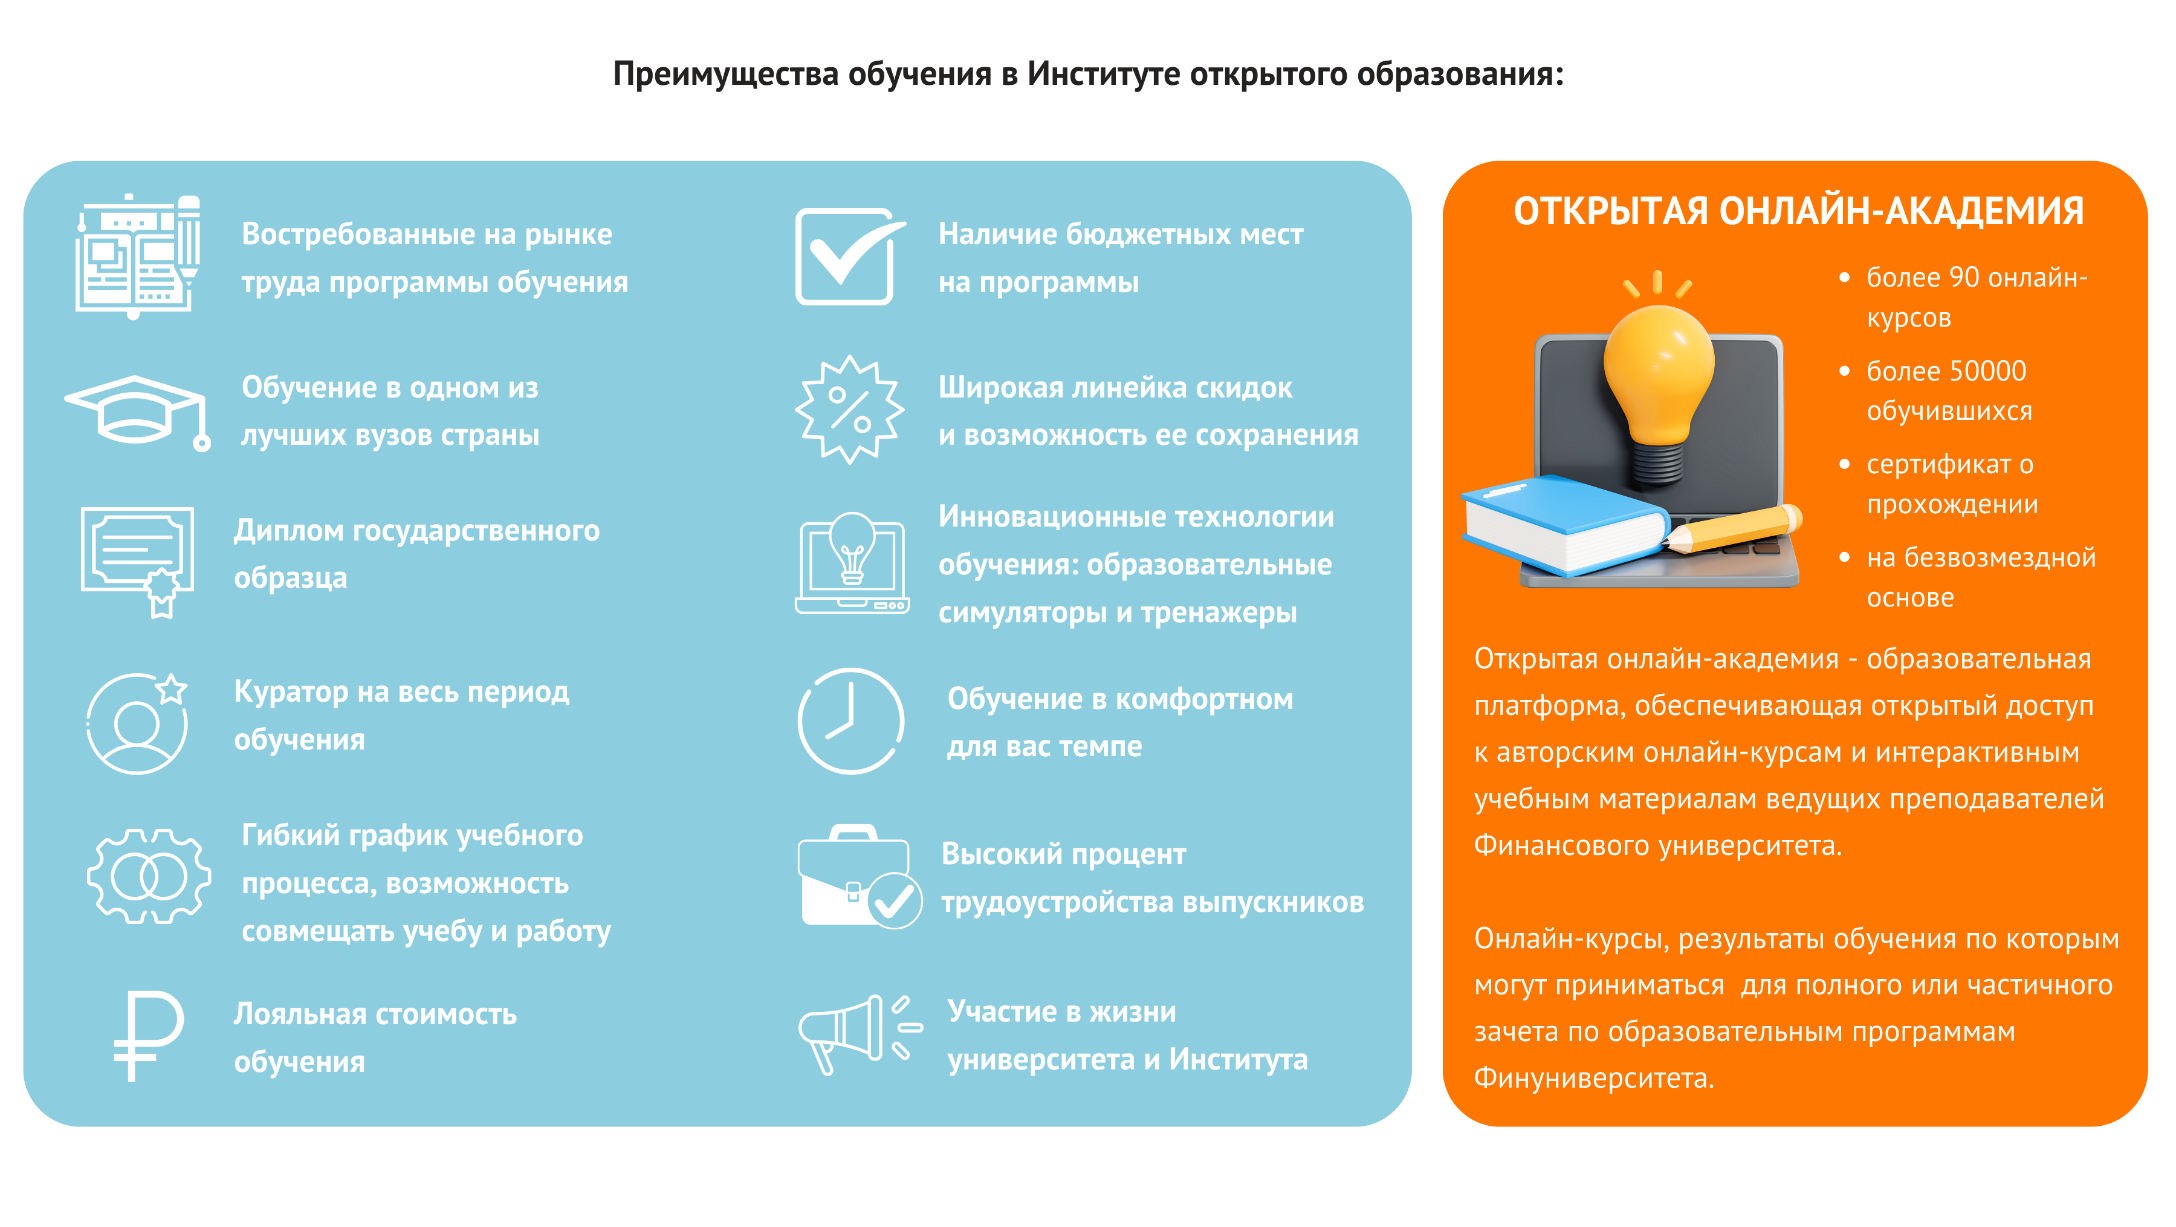 Преимущества обучения в Институте открытого образования:
Востребованные на рынке
труда программы обучения
Обучение в одном из
лучших вузов страны
Диплом государственного
образца
Куратор на весь период
обучения
Гибкий график учебного
процесса, возможность
совмещать учебу и работу
Лояльная стоимость
обучения
Наличие бюджетных мест
на программы
Широкая линейка скидок
и возможность ее сохранения
Инновационные технологии
обучения: образовательные
симуляторы и тренажеры
Обучение в комфортном
для вас темпе
Высокий процент
трудоустройства выпускников
Участие в жизни
университета и Института
ОТКРЫТАЯ ОНЛАЙН-АКАДЕМИЯ
• более 90 онлайн-
курсов
• более 50000
обучившихся
• сертификат о
прохождении
• на безвозмездной
основе
Открытая онлайн-академия - образовательная
платформа, обеспечивающая открытый доступ
к авторским онлайн-курсам и интерактивным
учебным материалам ведущих преподавателей
Финансового университета.
Онлайн-курсы, результаты обучения по которым
могут приниматься  для полного или частичного
зачета по образовательным программам
Финуниверситета.